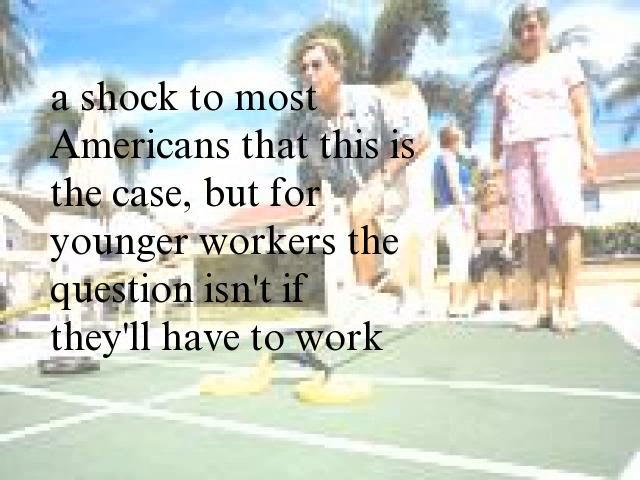 a shock to most
Americans that this is
the case, but for
younger workers the
question isn't if
they'll have to work